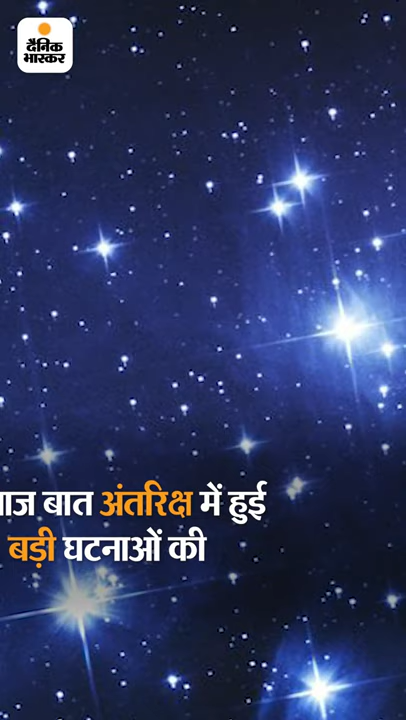 दैनिक
भास्कर
बात अंतरिक्ष में हुई
बड़ी घटनाओं की